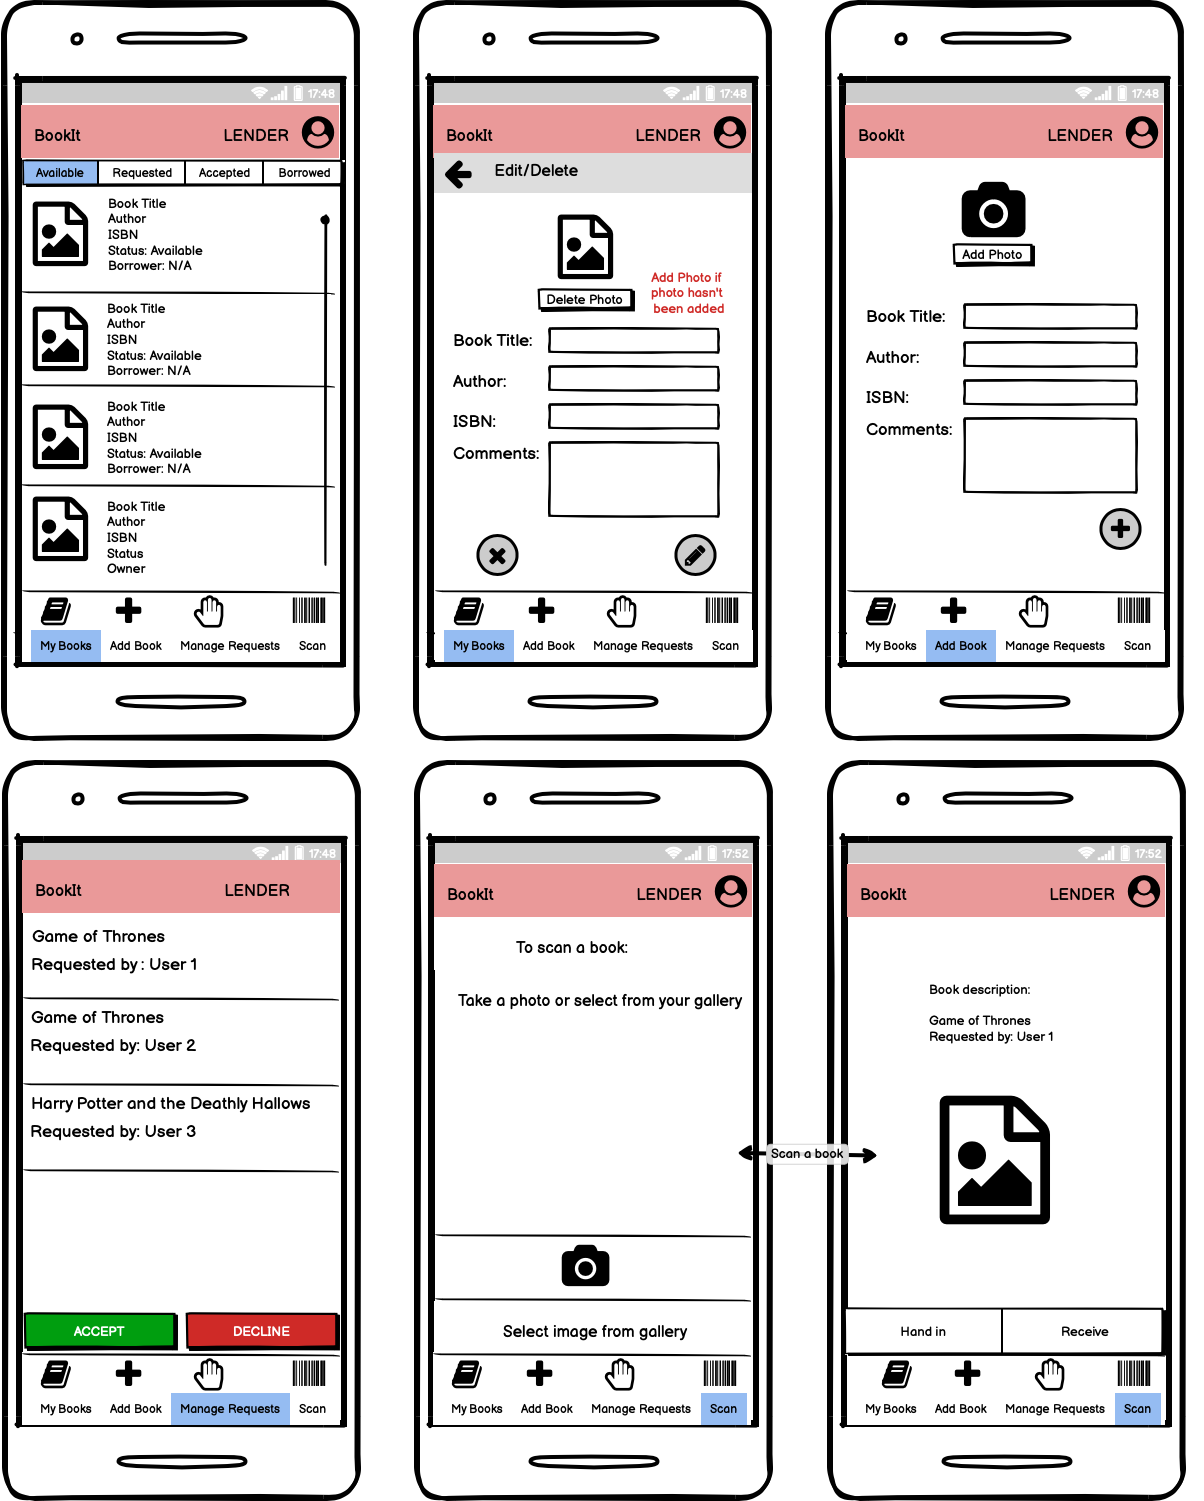 17:48
BookIt LENDER
Available Requested Accepted Borrowed
Book Title
Author
ISBN
Status: Available
Borrower: N/A
Book Title
Author
ISBN
Status: Available
Borrower: N/A
Book Title
Author
ISBN
Status: Available
Borrower: N/A
Book Title
Author
ISBN
Status
Owner
My Books Add Book Manage Requests Scan
17:48
BookIt LENDER
Edit/Delete
Delete Photo
Add Photo if
photo hasn't
been added
Book Title:
Author:
ISBN:
Comments:
My Books Add Book Manage Requests Scan
17:48
BookIt LENDER
Add Photo
Book Title:
Author:
ISBN:
Comments:
My Books Add Book Manage Requests Scan
17:48
BookIt LENDER
Game of Thrones
Requested by : User 1
Game of Thrones
Requested by: User 2
Harry Potter and the Deathly Hallows
Requested by: User 3
ACCEPT DECLINE
My Books Add Book Manage Requests Scan
17:52
BookIt LENDER
To scan a book:
Take a photo or select from your gallery
Select image from gallery
My Books Add Book Manage Requests Scan
Scan a book
17:52
BookIt LENDER
Book description:
Game of Thrones
Requested by: User 1
Hand in Receive
My Books Add Book Manage Requests Scan